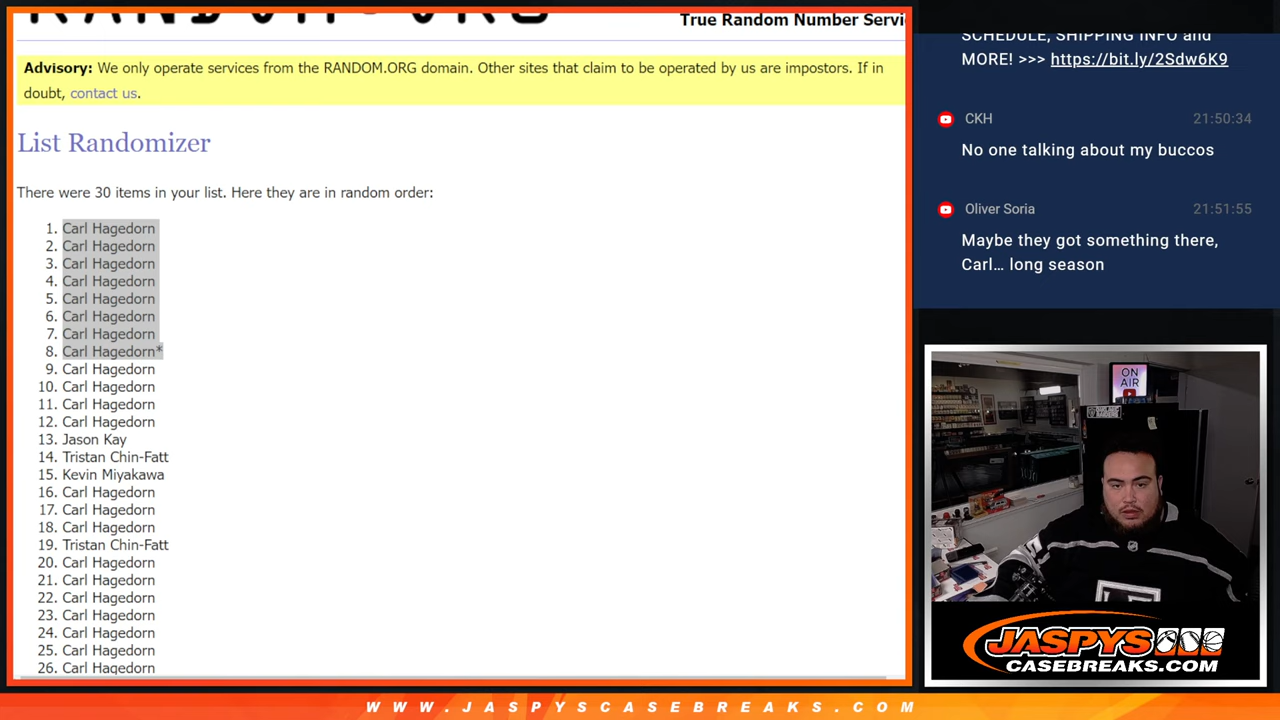 RANDOM.ORG
True Random Number Servi
Advisory: We only operate services from the RANDOM.ORG domain. Other sites that claim to be operated by us are impostors. If in
doubt, contact us.
List Randomizer
There were 30 items in your list. Here they are in random order:
1. Carl Hagedorn
2. Carl Hagedorn
3. Carl Hagedorn
4. Carl Hagedorn
5. Carl Hagedorn
6. Carl Hagedorn
7. Carl Hagedorn
8. Carl Hagedorn*
9. Carl Hagedorn
10. Carl Hagedorn
11. Carl Hagedorn
12. Carl Hagedorn
13. Jason Kay
14. Tristan Chin-Fatt
15. Kevin Miyakawa
16. Carl Hagedorn
17. Carl Hagedorn
18. Carl Hagedorn
19. Tristan Chin-Fatt
20. Carl Hagedorn
21. Carl Hagedorn
22. Carl Hagedorn
23. Carl Hagedorn
24. Carl Hagedorn
25. Carl Hagedorn
26. Carl Hagedorn
SCHEDULE, SHIPPING INFO and
MORE! >>> https://bit.ly/2Sdw6K9
CKH 21:50:34
No one talking about my buccos
Oliver Soria 21:51:55
Maybe they got something there,
Carl… long season
ON
AIR
JASPYS
CASEBREAKS.COM
WWW.JASPYSCASEBREAKS.COM